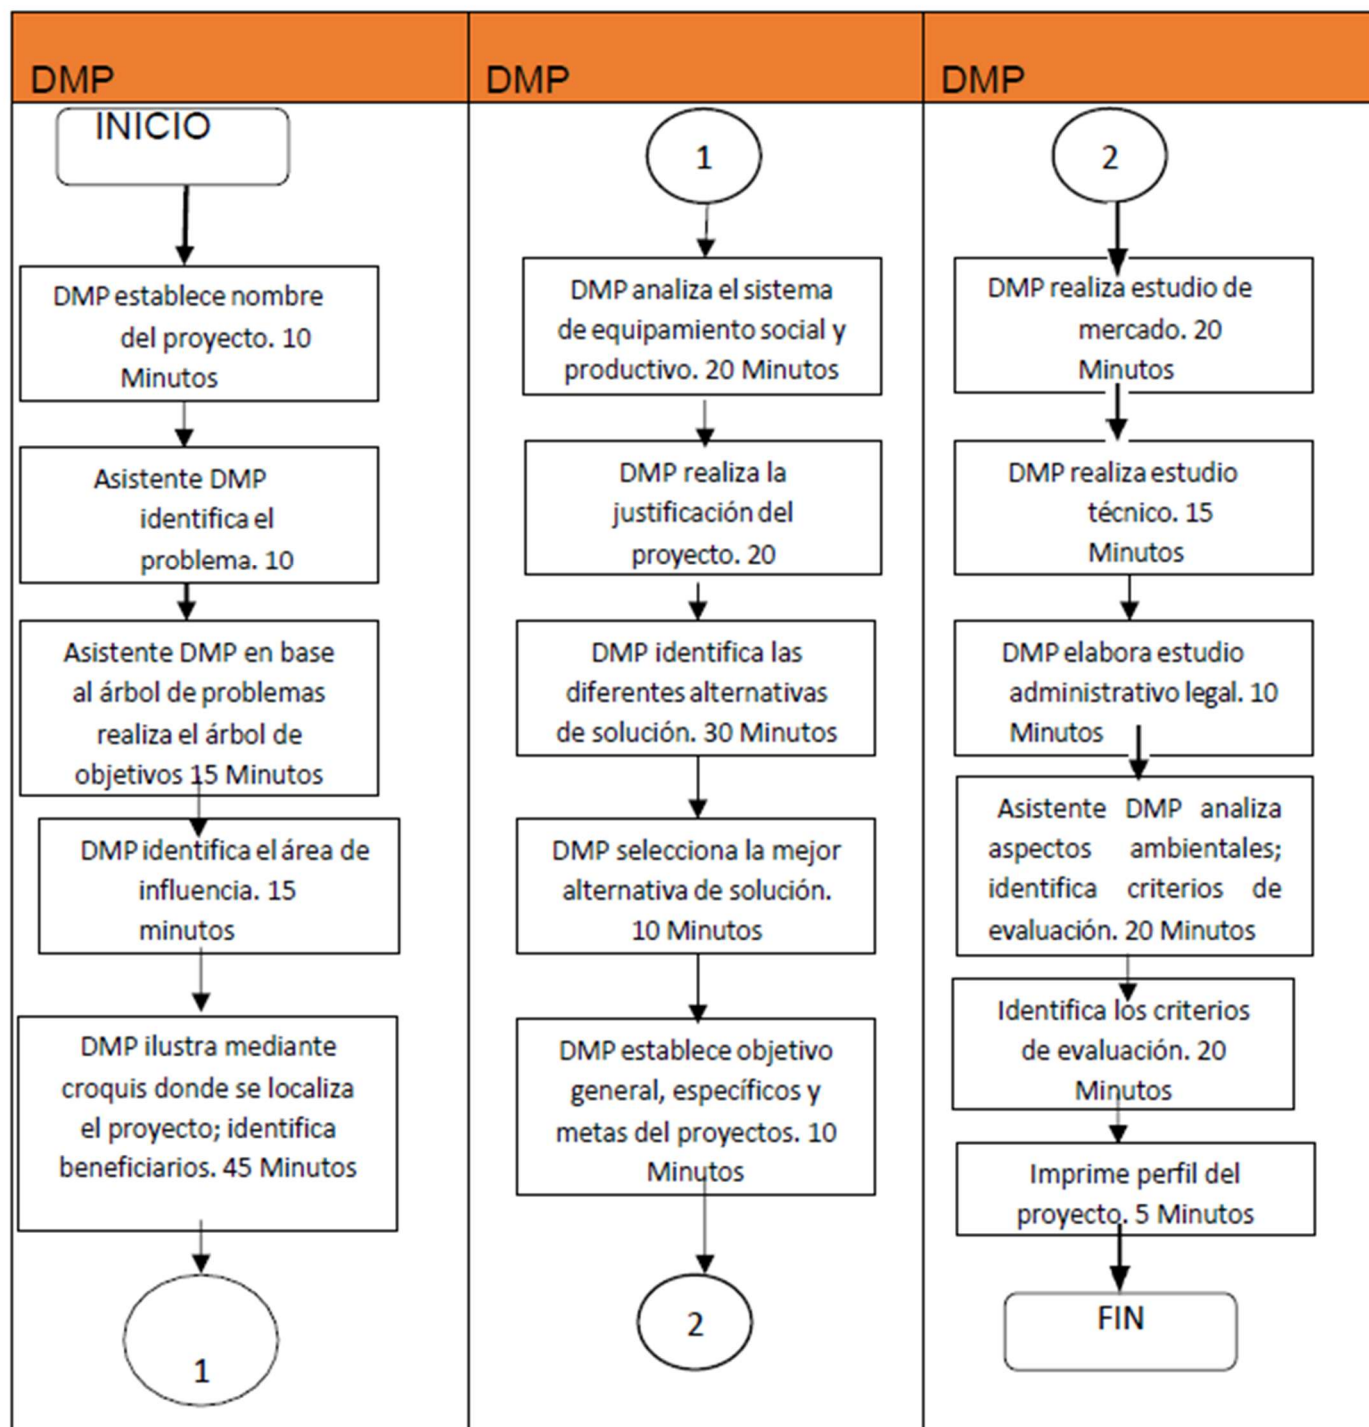 DMP
INICIO
DMP establece nombre
del proyecto. 10
Minutos
Asistente DMP
identifica el
problema. 10
Asistente DMP en base
al árbol de problemas
realiza el árbol de
objetivos 15 Minutos
DMP identifica el área de
influencia. 15
minutos
DMP ilustra mediante
croquis donde se localiza
el proyecto; identifica
beneficiarios. 45 Minutos
1
DMP
1
DMP analiza el sistema
de equipamiento social y
productivo. 20 Minutos
DMP realiza la
justificación del
proyecto. 20
DMP identifica las
diferentes alternativas
de solución. 30 Minutos
DMP selecciona la mejor
alternativa de solución.
10 Minutos
DMP establece objetivo
general, específicos y
metas del proyectos. 10
Minutos
2
DMP
2
DMP realiza estudio de
mercado. 20
Minutos
DMP realiza estudio
técnico. 15
Minutos
DMP elabora estudio
administrativo legal. 10
Minutos
Asistente DMP analiza
aspectos ambientales;
identifica criterios de
evaluación. 20 Minutos
Identifica los criterios
de evaluación. 20
Minutos
Imprime perfil del
proyecto. 5 Minutos
FIN